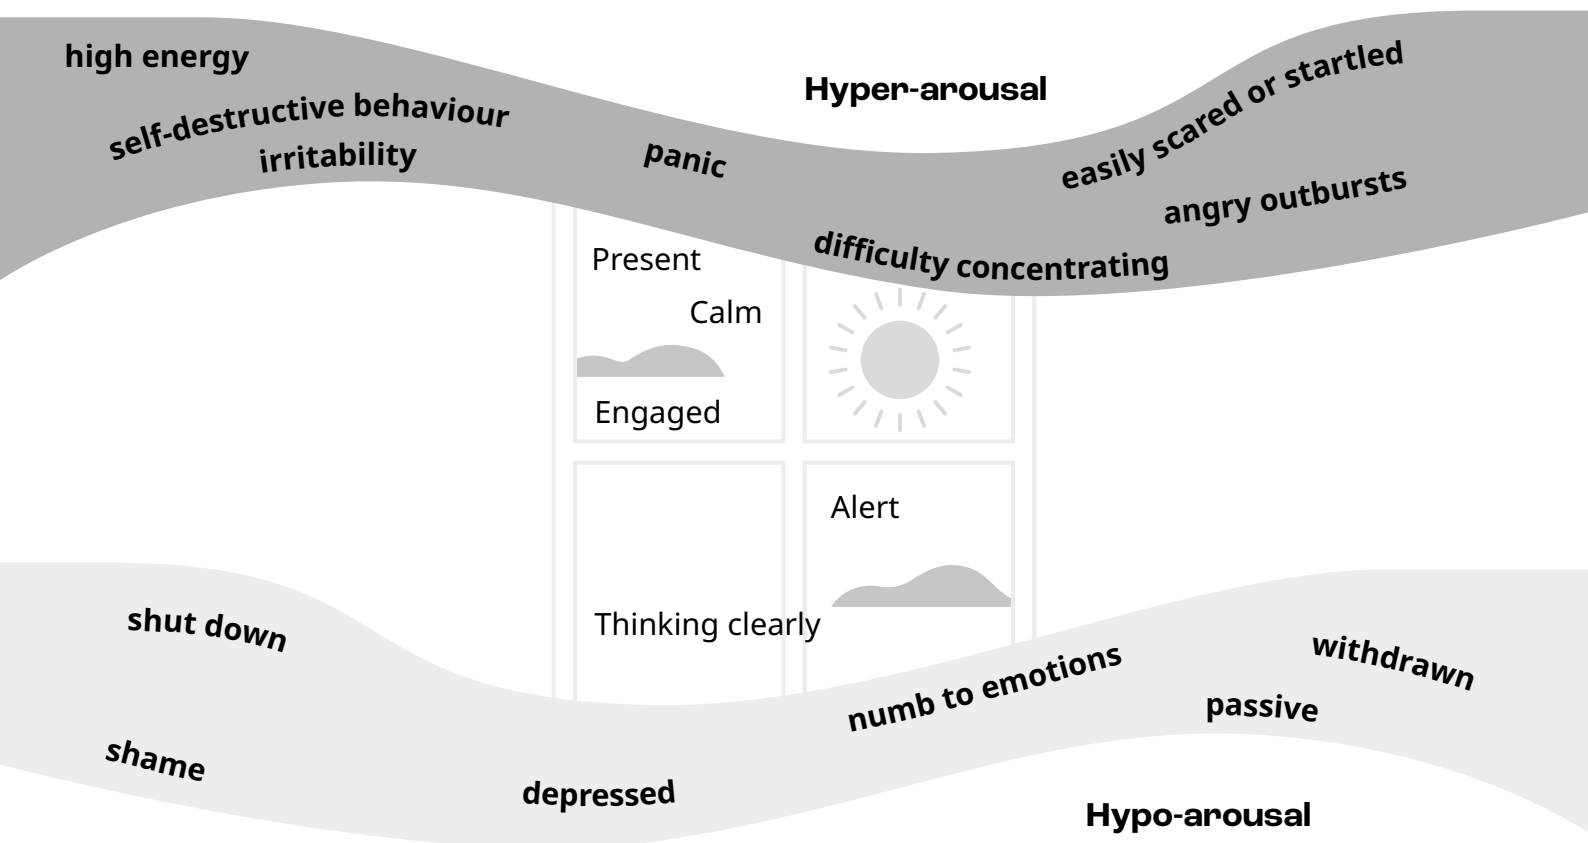 high energy
Hyper-arousal
easily scared or startled
self-destructive behaviour
irritability
panic
angry outbursts
difficulty concentrating
Present
Calm
Engaged
Alert
Thinking clearly
shut down
numb to emotions
withdrawn
passive
shame
depressed
Hypo-arousal